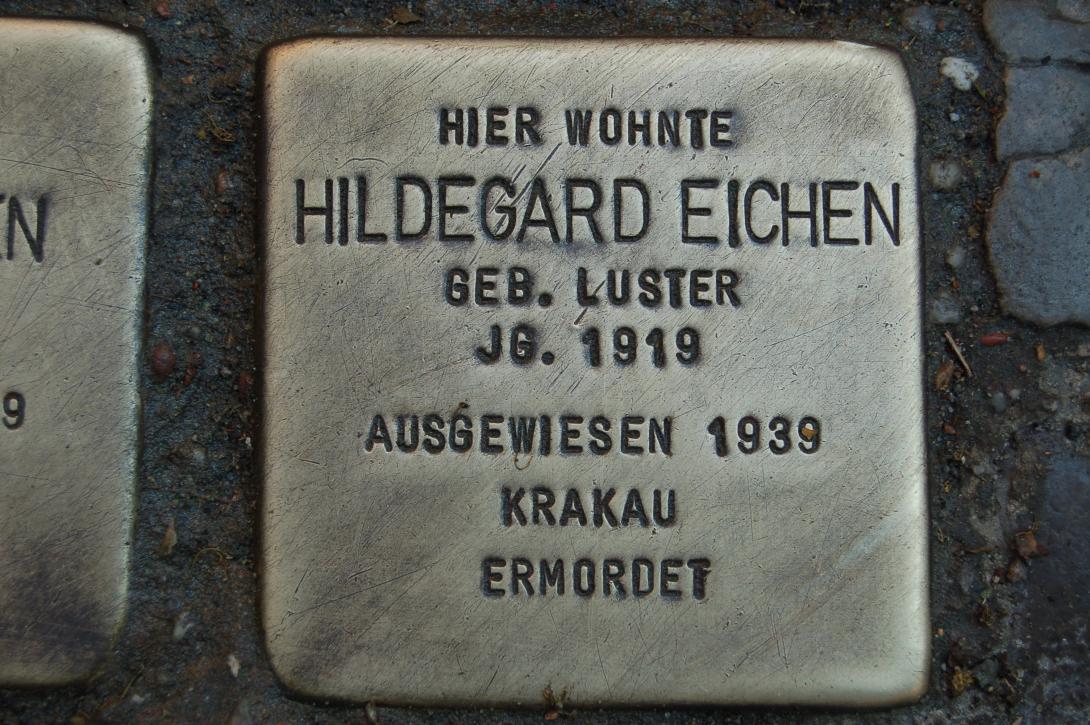 HIER WOHNTE
HILDEGARD EICHEN
GEB. LUSTER
JG. 1919
AUSGEWIESEN 1939
KRAKAU
ERMORDET